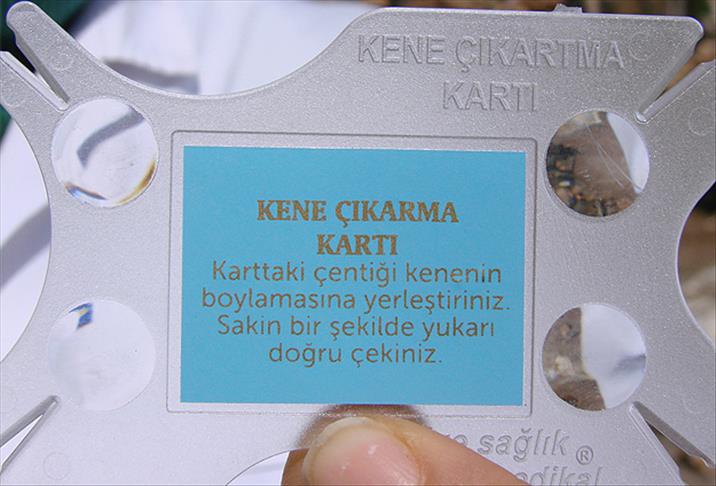 KENE ÇIKARTMA
KARTI
KENE ÇIKARMA
KARTI
Karttaki çentiği kenenin
boylamasına yerleştiriniz.
Sakin bir şekilde yukarı
doğru çekiniz.
sağlık ®